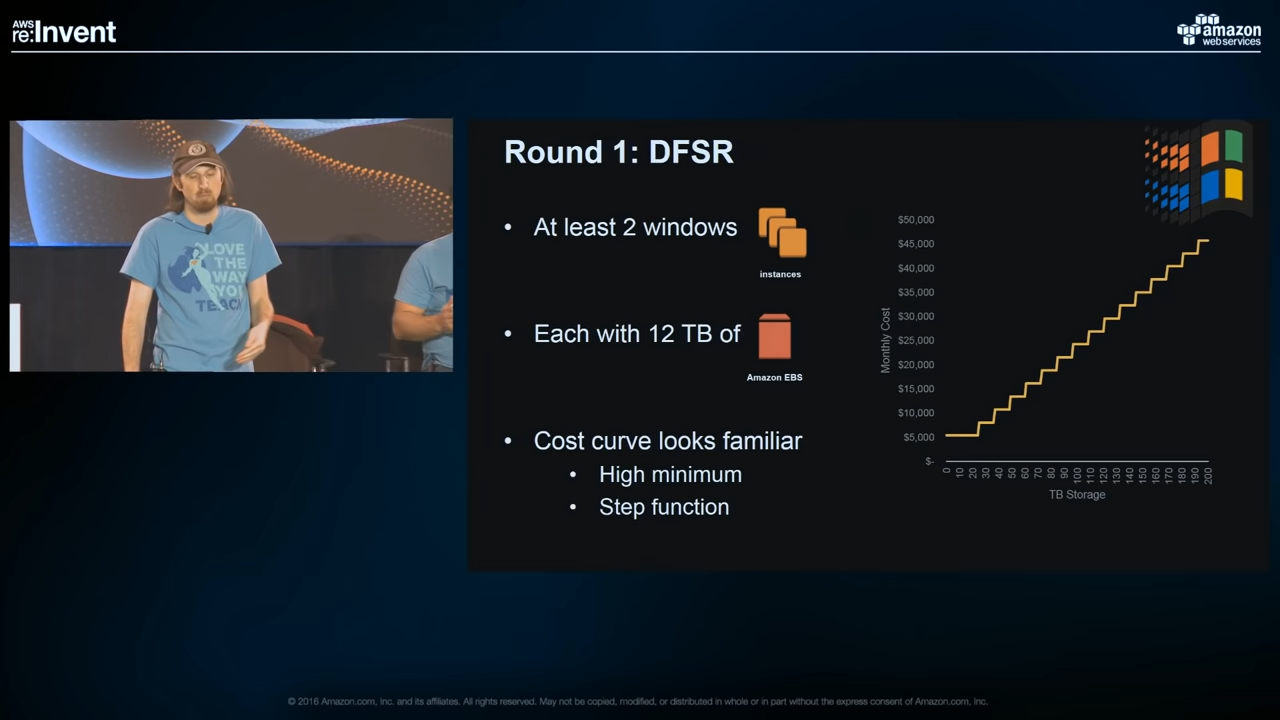 AWS
re:Invent
amazon
web services
LOVE
THE
WAY
YOU
TEACH
Round 1: DFSR
• At least 2 windows
instances
• Each with 12 TB of
Amazon EBS
• Cost curve looks familiar
• High minimum
• Step function
Monthly Cost
$50,000
$45,000
$40,000
$35,000
$30,000
$25,000
$20,000
$15,000
$10,000
$5,000
$-
0 10 20 30 40 50 60 70 80 90 100 110 120 130 140 150 160 170 180 190 200
TB Storage
© 2016 Amazon.com, Inc. and its affiliates. All rights reserved. May not be copied, modified, or distributed in whole or in part without the express consent of Amazon.com, Inc.